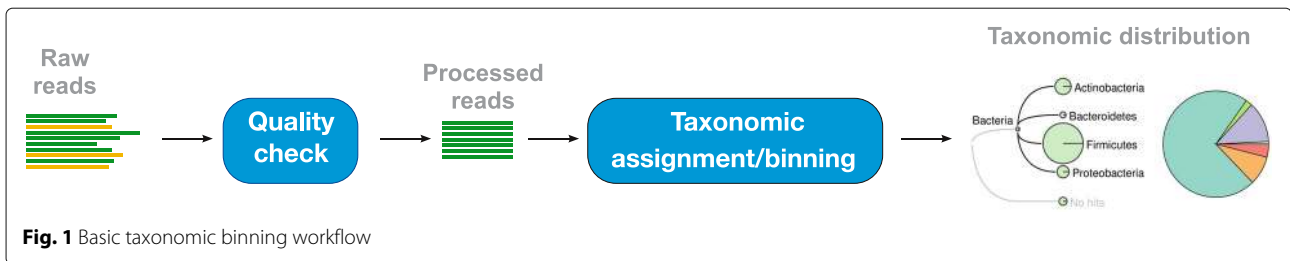 Raw
reads
Quality
check
Processed
reads
Taxonomic
assignment/binning
Taxonomic distribution
Actinobacteria
Bacteroidetes
Bacteria
Firmicutes
Proteobacteria
No hits
Fig. 1 Basic taxonomic binning workflow